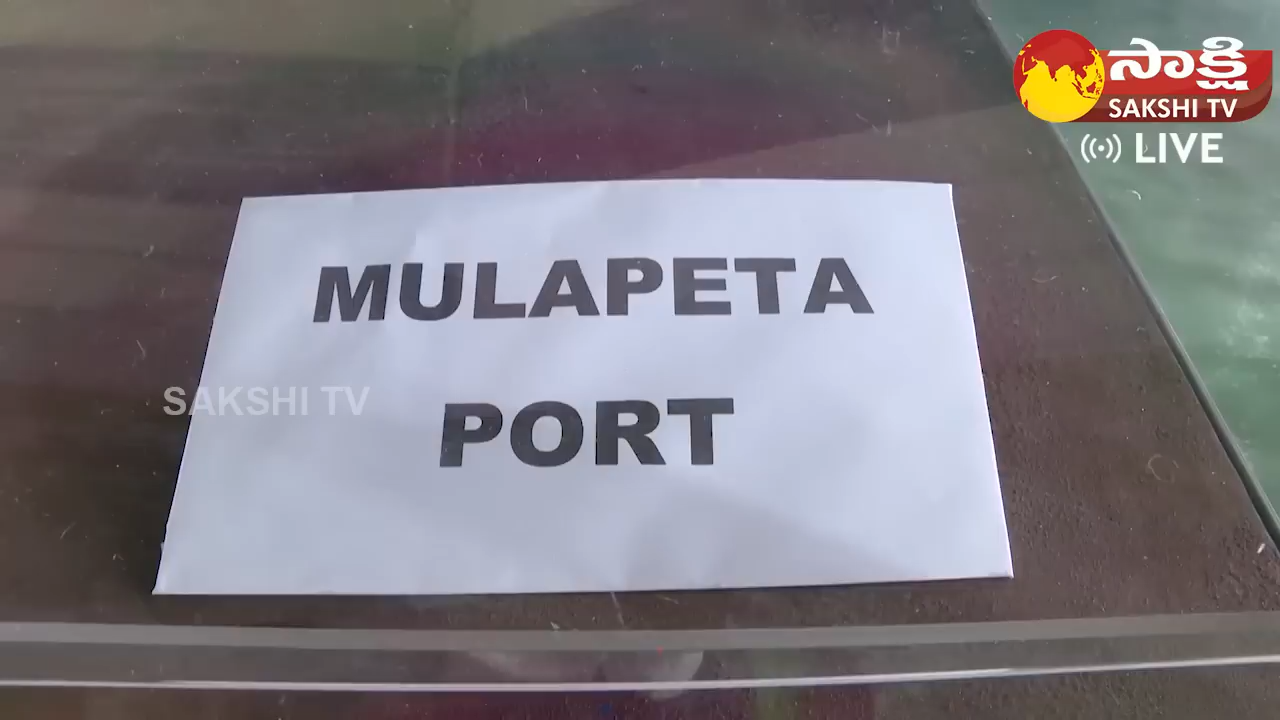 సాక్షి
SAKSHI TV
LIVE
MULAPETA
SAKSHI TV
PORT